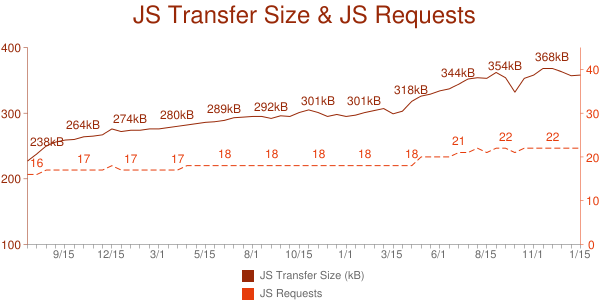 JS Transfer Size & JS Requests
400
300
200
100
40
30
20
10
0
238kB 264kB 274kB 280kB 289kB 292kB 301kB 301kB 318kB 344kB 354kB 368kB
16 17 17 17 18 18 18 18 18 21 22 22
9/15 12/15 3/1 5/15 8/1 10/15 1/1 3/15 6/1 8/15 11/1 1/15
JS Transfer Size (kB)
JS Requests